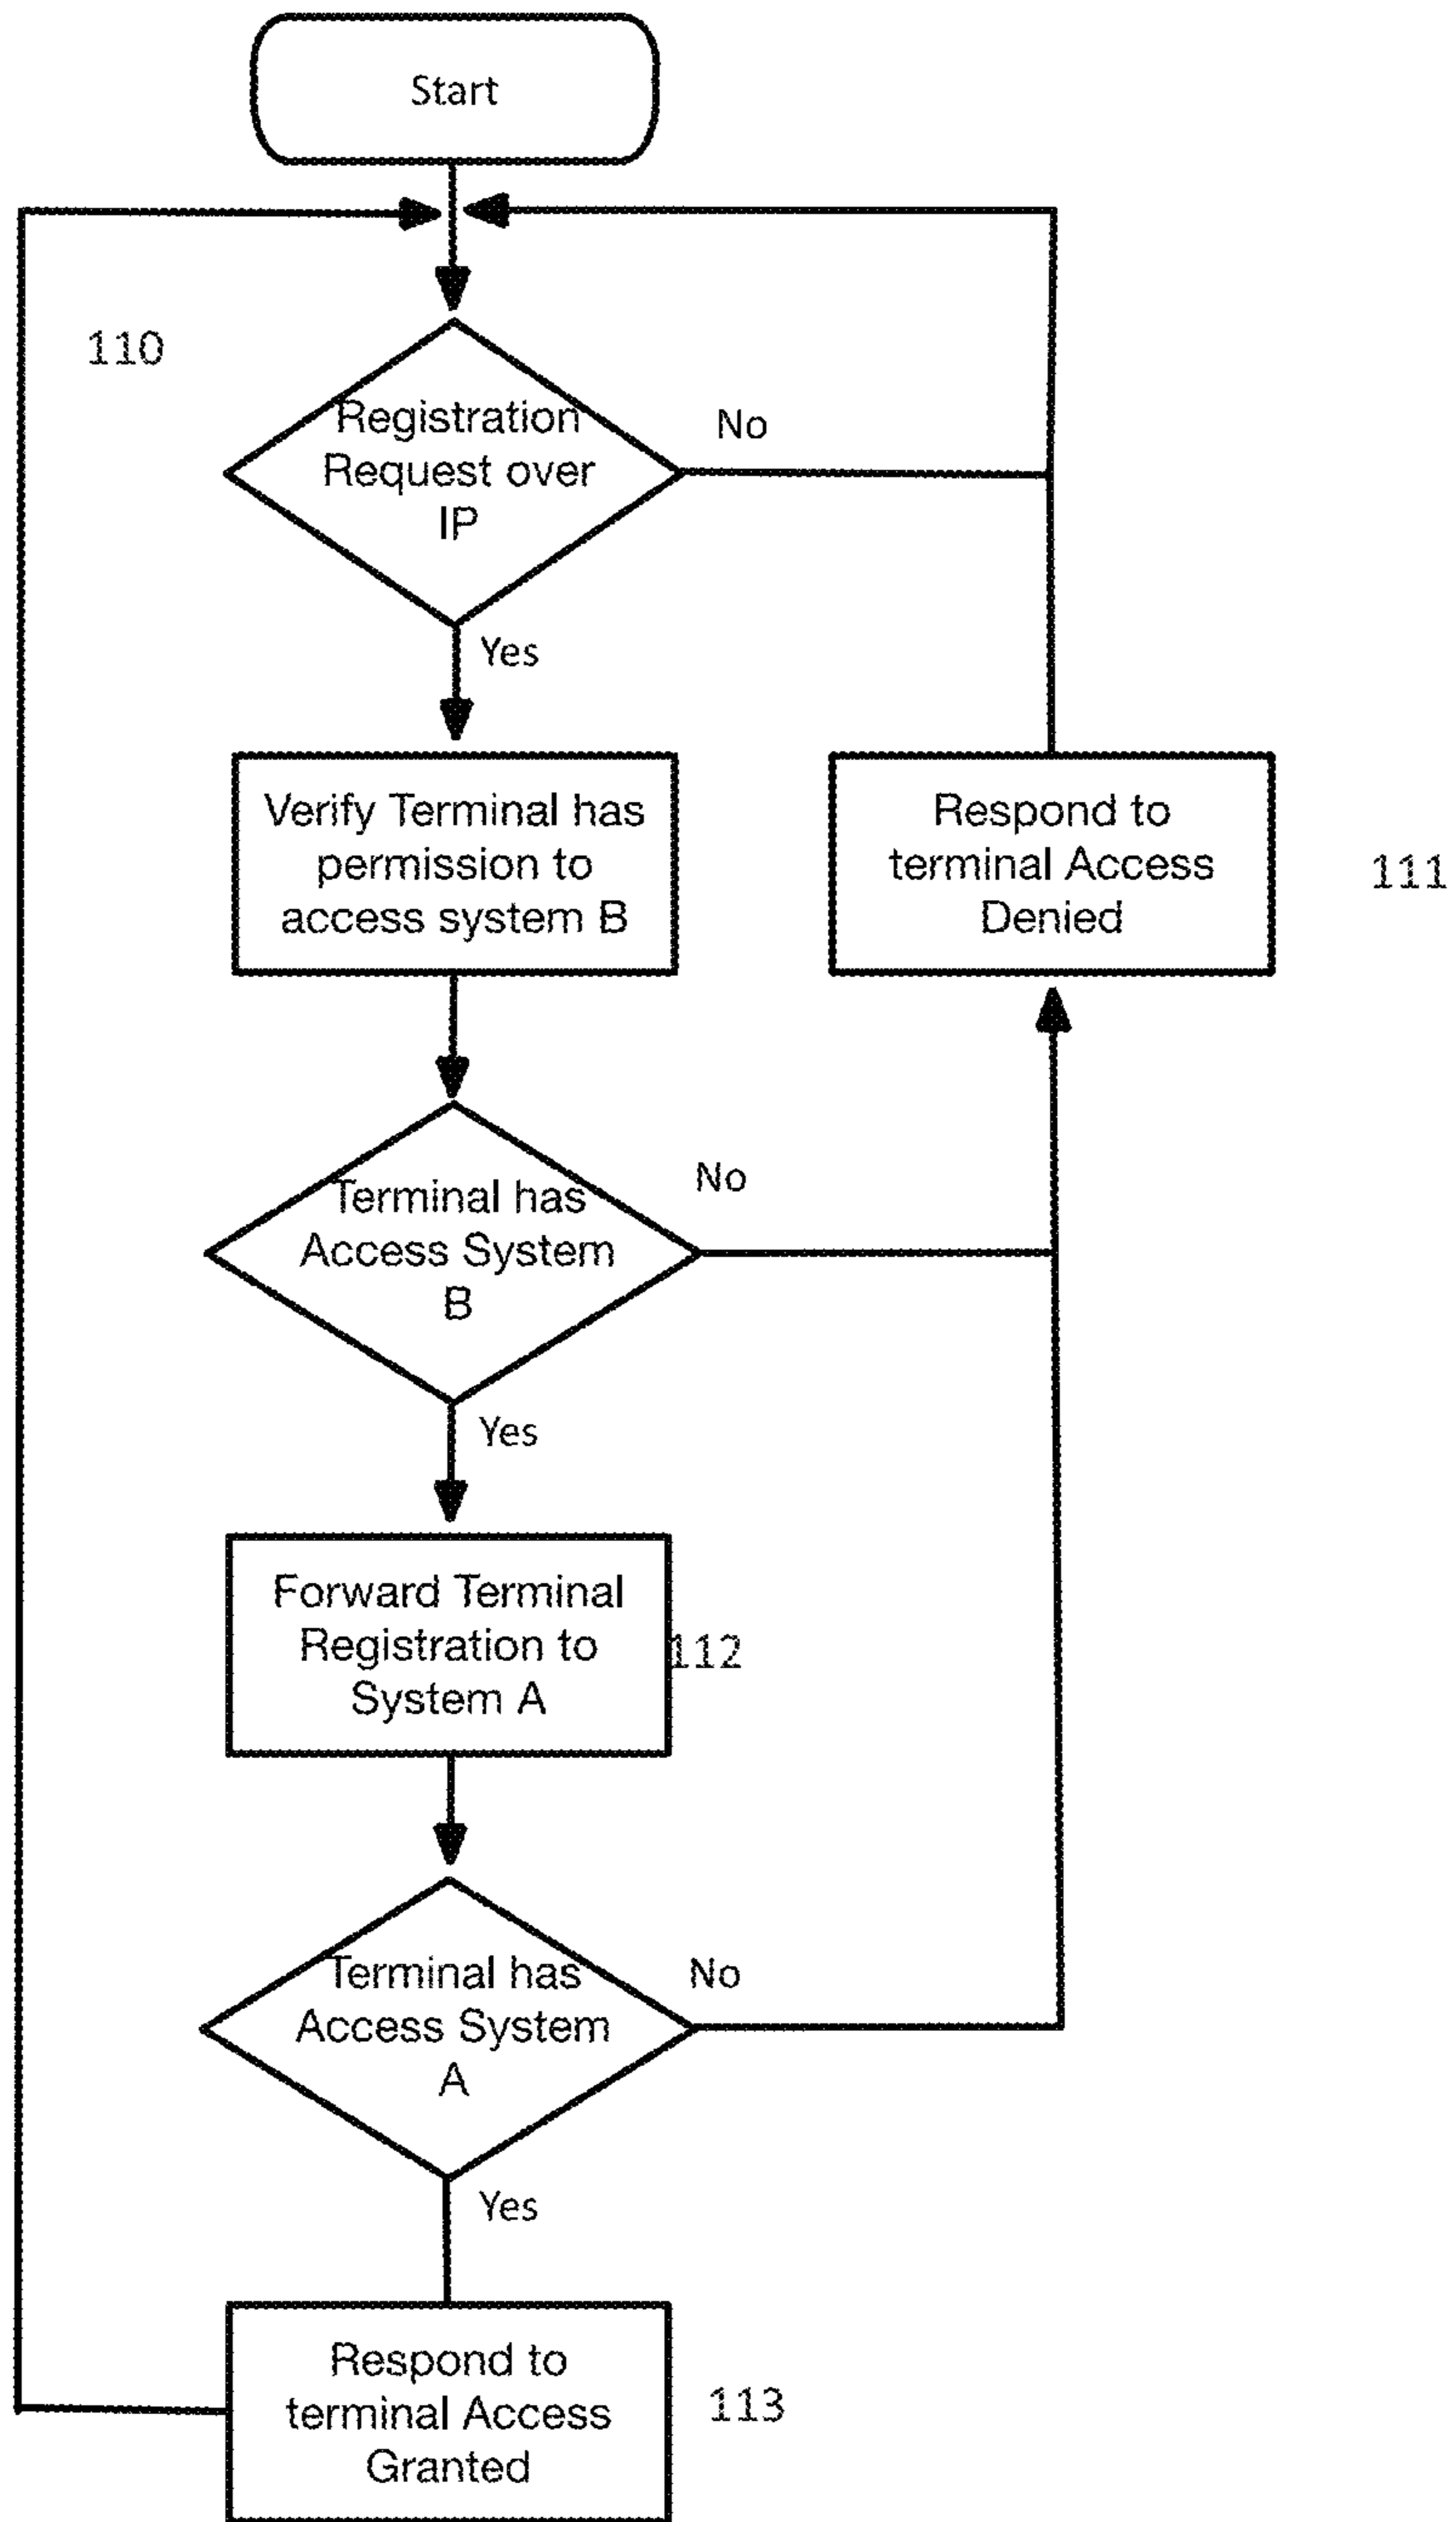 Start
110
Registration
Request over
IP
No
Yes
Verify Terminal has
permission to
access system B
Respond to
terminal Access
Denied
111
Terminal has
Access System
B
No
Yes
Forward Terminal
Registration to
System A
112
Terminal has
Access System
A
No
Yes
Respond to
terminal Access
Granted
113